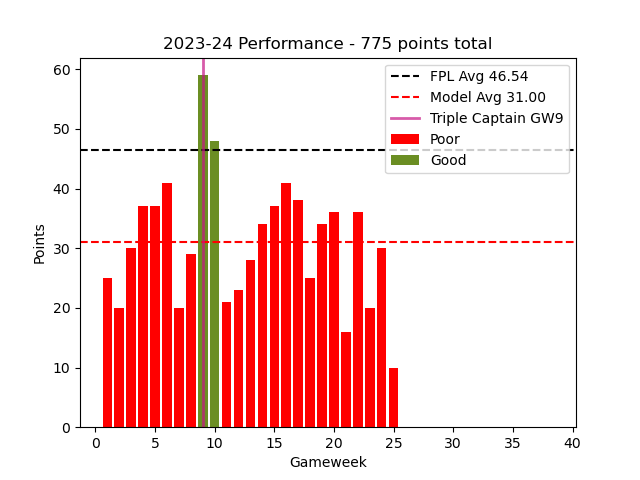 2023-24 Performance - 775 points total
FPL Avg 46.54
Model Avg 31.00
Triple Captain GW9
Poor
Good
Points
60
50
40
30
20
10
0
0 5 10 15 20 25 30 35 40
Gameweek